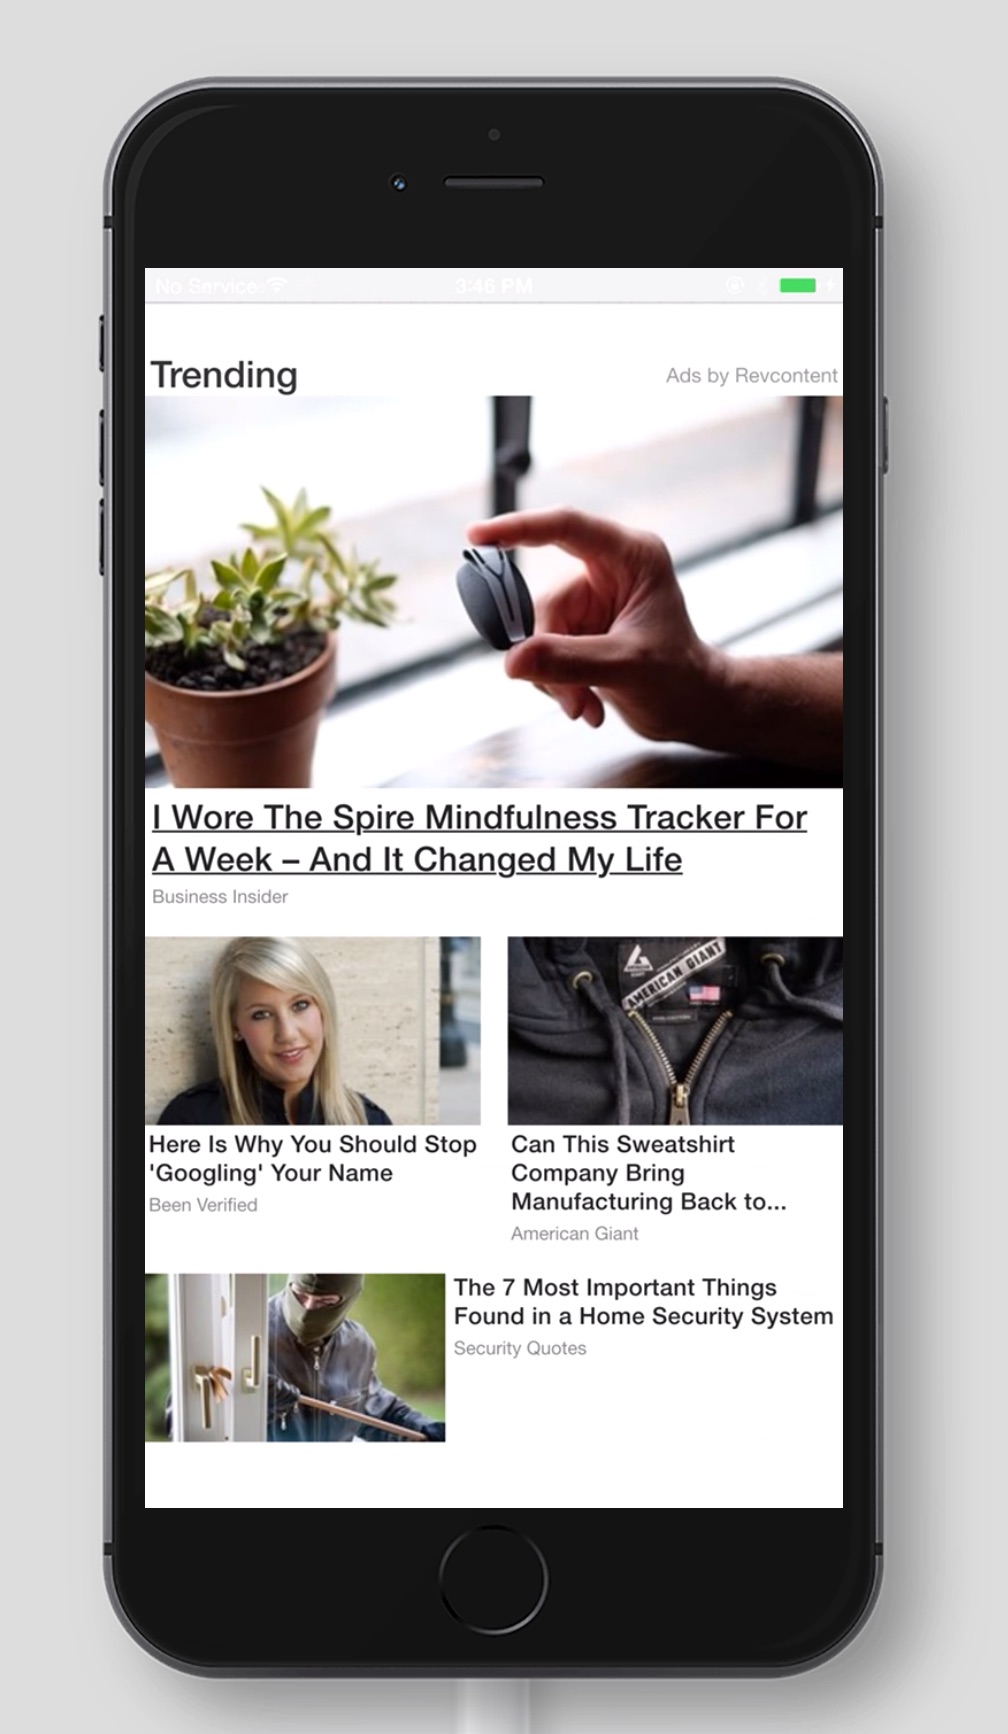 No Service
3:46 PM
Trending
Ads by Revcontent
I Wore The Spire Mindfulness Tracker For
A Week – And It Changed My Life
Business Insider
AMERICAN GIANT
Here Is Why You Should Stop
'Googling' Your Name
Been Verified
Can This Sweatshirt
Company Bring
Manufacturing Back to...
American Giant
The 7 Most Important Things
Found in a Home Security System
Security Quotes